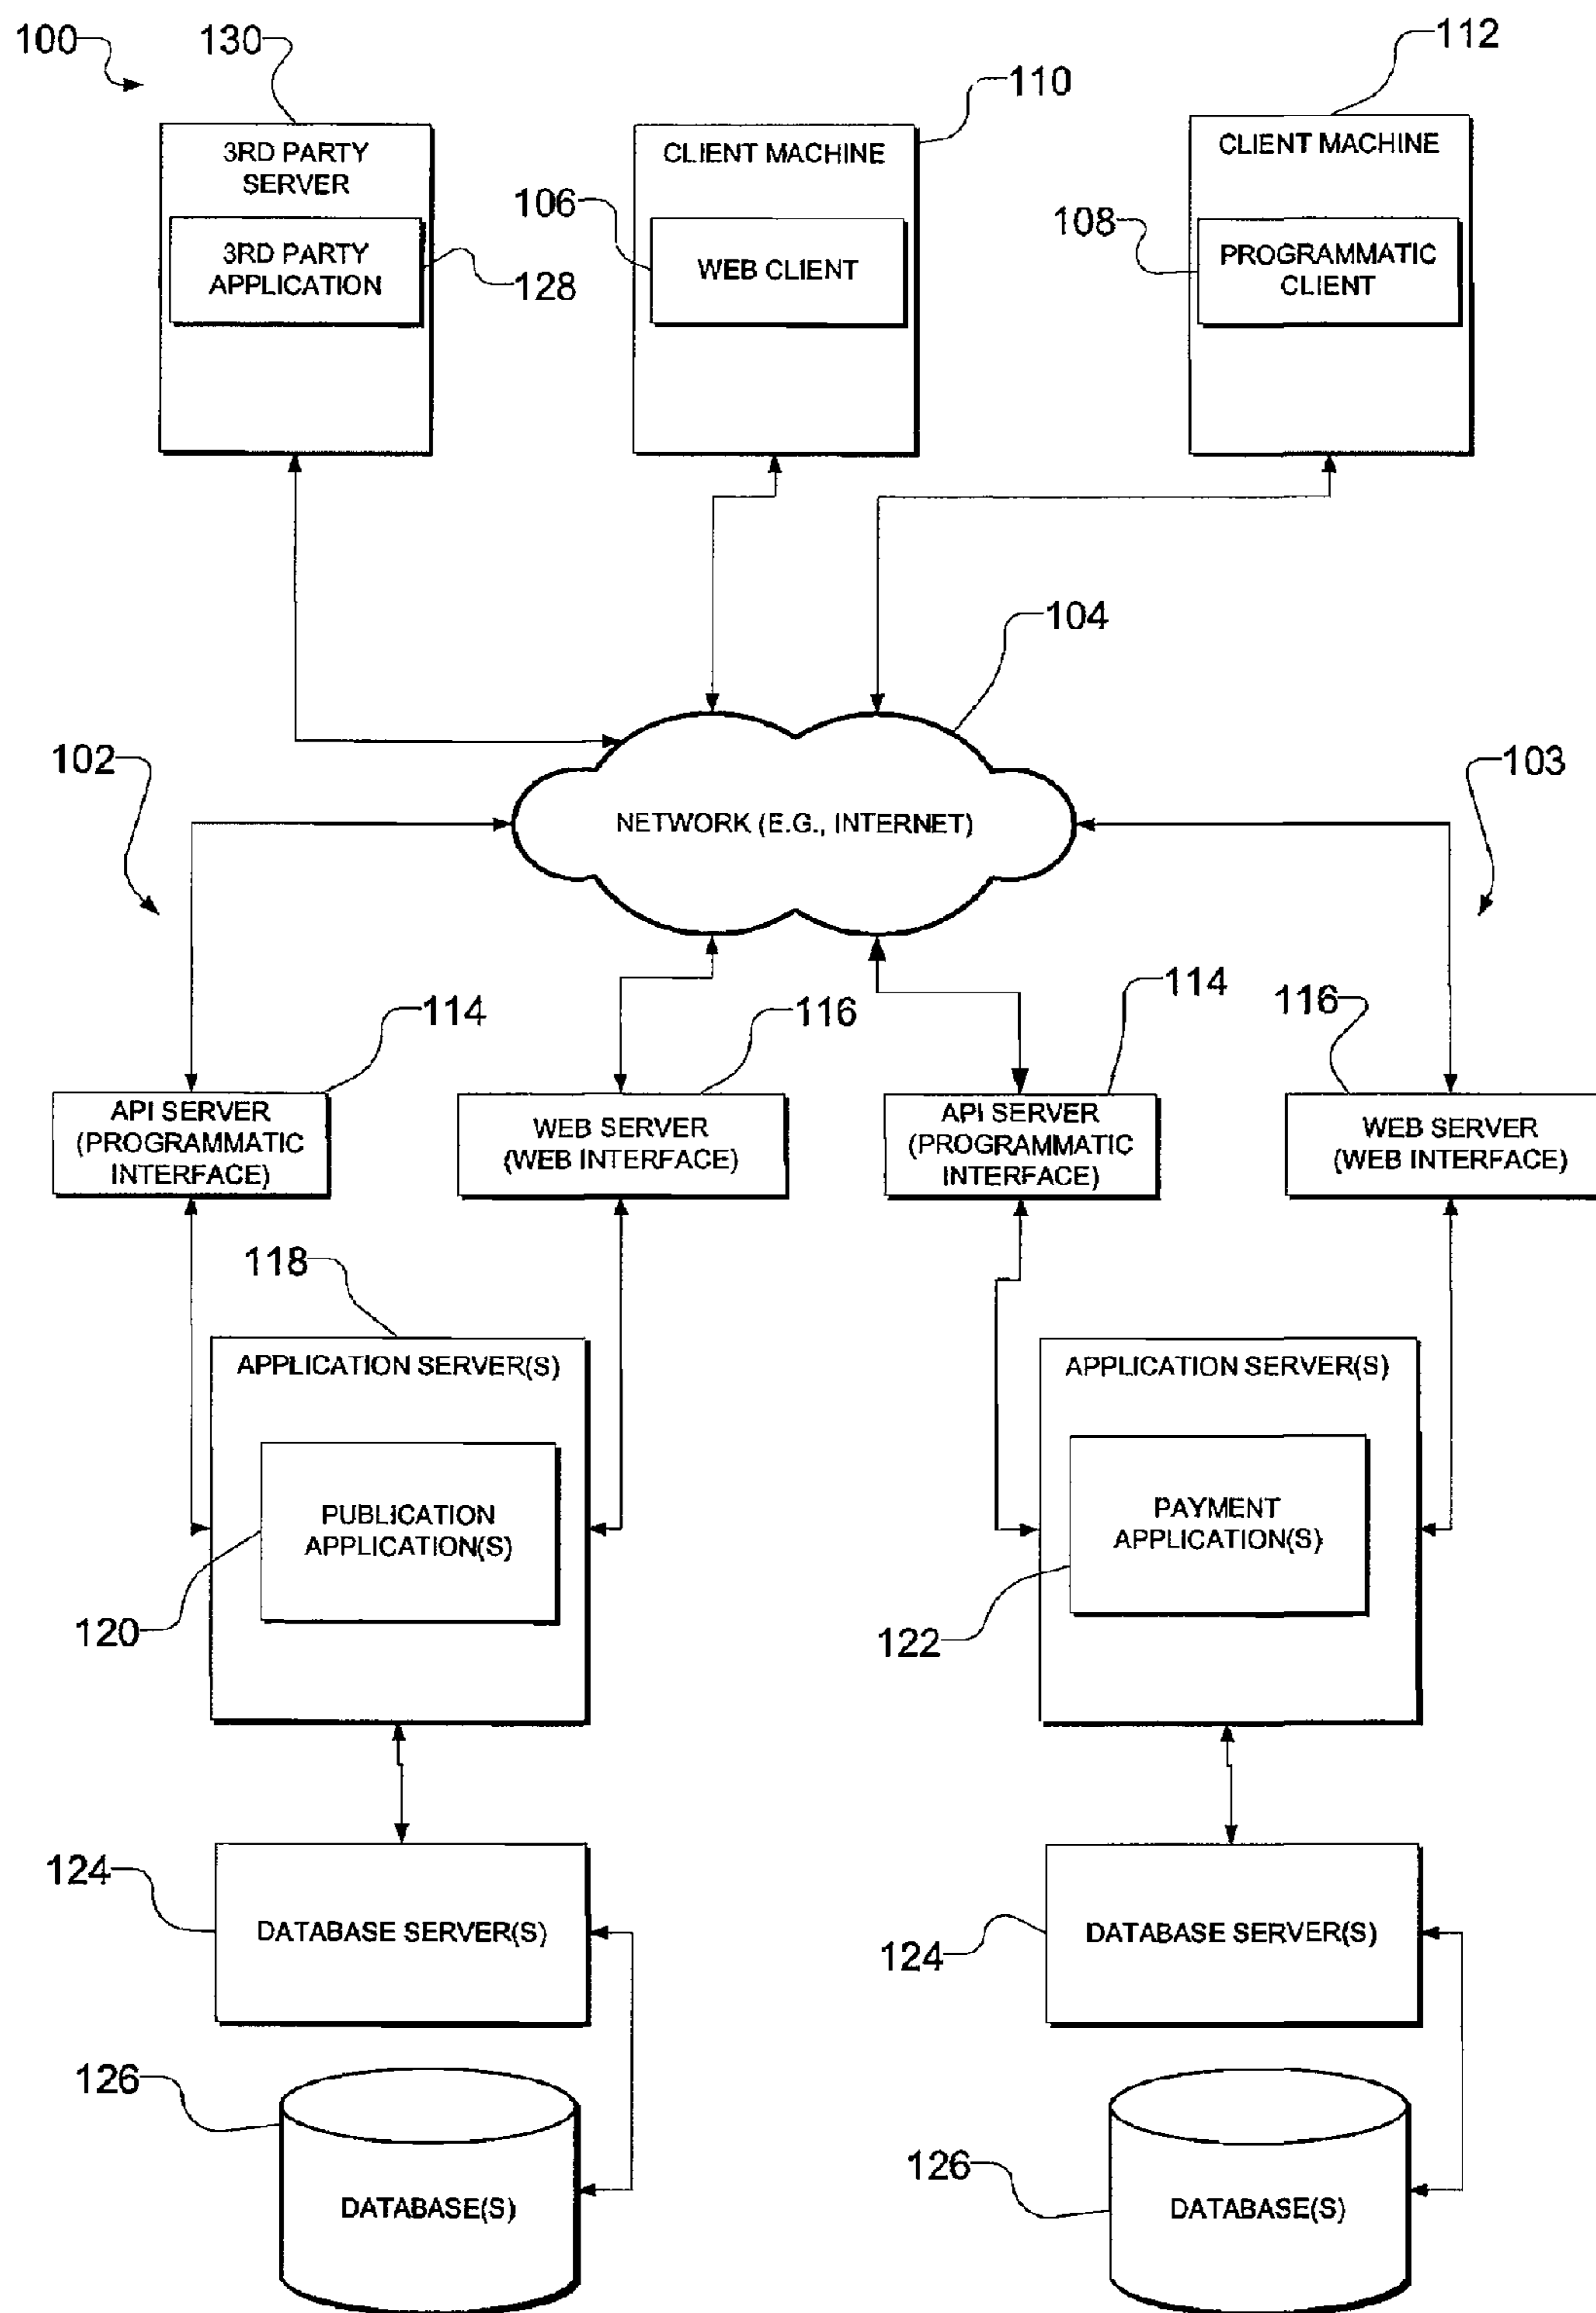 100
130
112
110
3RD PARTY
SERVER
CLIENT MACHINE
CLIENT MACHINE
106
108
3RD PARTY
APPLICATION
WEB CLIENT
PROGRAMMATIC
CLIENT
128
104
102
103
NETWORK (E.G., INTERNET)
114
116
114
116
API SERVER
(PROGRAMMATIC
INTERFACE)
WEB SERVER
(WEB INTERFACE)
API SERVER
(PROGRAMMATIC
INTERFACE)
WEB SERVER
(WEB INTERFACE)
118
APPLICATION SERVER(S)
APPLICATION SERVER(S)
PUBLICATION
APPLICATION(S)
PAYMENT
APPLICATION(S)
120
122
124
DATABASE SERVER(S)
124
DATABASE SERVER(S)
126
DATABASE(S)
126
DATABASE(S)